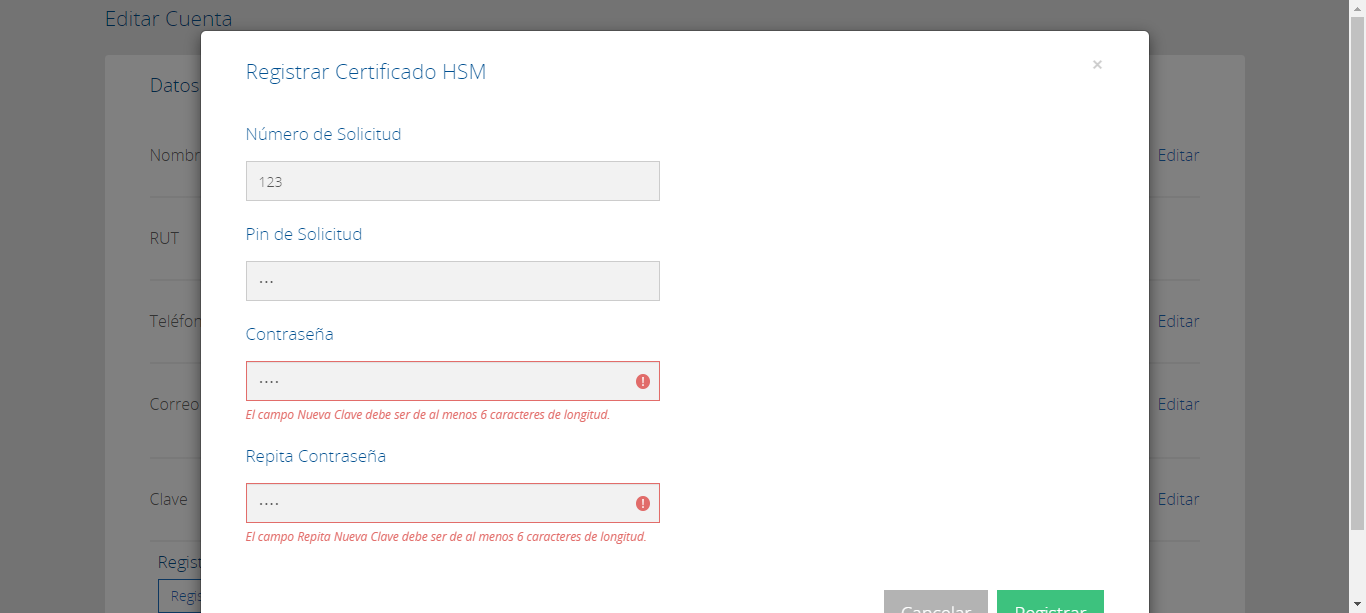 Editar Cuenta
Registrar Certificado HSM
×
Datos
Número de Solicitud
Nombr
Editar
123
Pin de Solicitud
RUT
...
Teléfon
Contraseña
Editar
....
Correo
Editar
El campo Nueva Clave debe ser de al menos 6 caracteres de longitud.
Repita Contraseña
Clave
....
Editar
El campo Repita Nueva Clave debe ser de al menos 6 caracteres de longitud.
Regist
Regis
Cancelar
Registrar